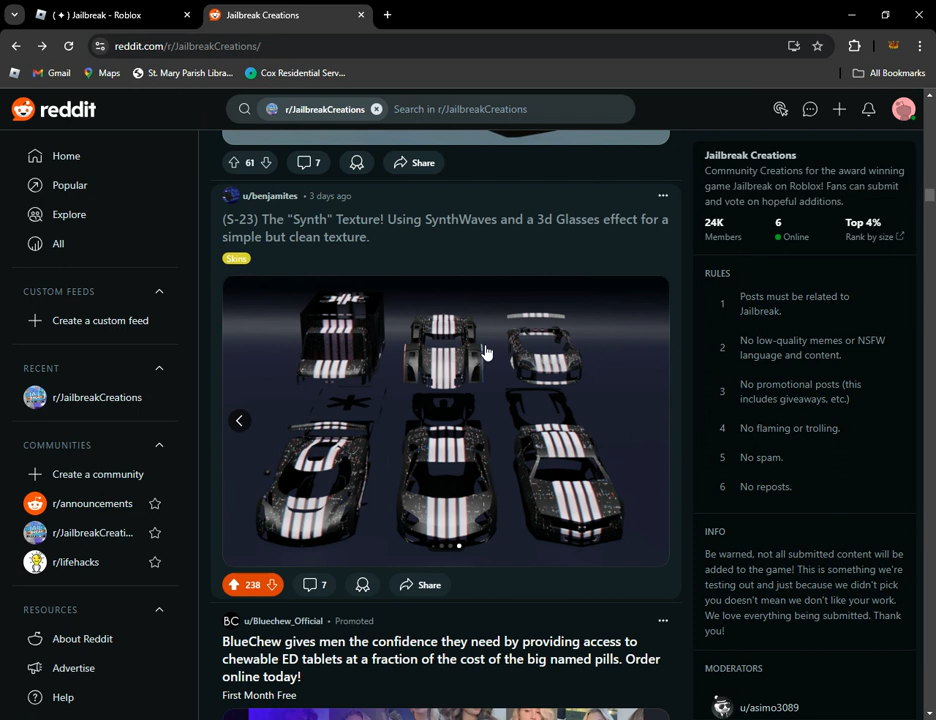 ( ✦ ) Jailbreak - Roblox
Jailbreak Creations
reddit.com/r/JailbreakCreations/
Gmail
Maps
St. Mary Parish Libra...
Cox Residential Serv...
All Bookmarks
reddit
r/JailbreakCreations
Search in r/JailbreakCreations
Home
Popular
Explore
All
CUSTOM FEEDS
Create a custom feed
RECENT
r/JailbreakCreations
COMMUNITIES
Create a community
r/announcements
r/JailbreakCreati...
r/lifehacks
RESOURCES
About Reddit
Advertise
Help
61
7
Share
u/benjamites • 3 days ago
(S-23) The "Synth" Texture! Using SynthWaves and a 3d Glasses effect for a
simple but clean texture.
Skins
238
7
Share
BC u/Bluechew_Official • Promoted
BlueChew gives men the confidence they need by providing access to
chewable ED tablets at a fraction of the cost of the big named pills. Order
online today!
First Month Free
Jailbreak Creations
Community Creations for the award winning
game Jailbreak on Roblox! Fans can submit
and vote on hopeful additions.
24K
6
Top 4%
Members
Online
Rank by size
RULES
1 Posts must be related to
Jailbreak.
2 No low-quality memes or NSFW
language and content.
3 No promotional posts (this
includes giveaways, etc.)
4 No flaming or trolling.
5 No spam.
6 No reposts.
INFO
Be warned, not all submitted content will be
added to the game! This is something we're
testing out and just because we didn't pick
you doesn't mean we don't like your work.
We love everything being submitted. Thank
you!
MODERATORS
u/asimo3089